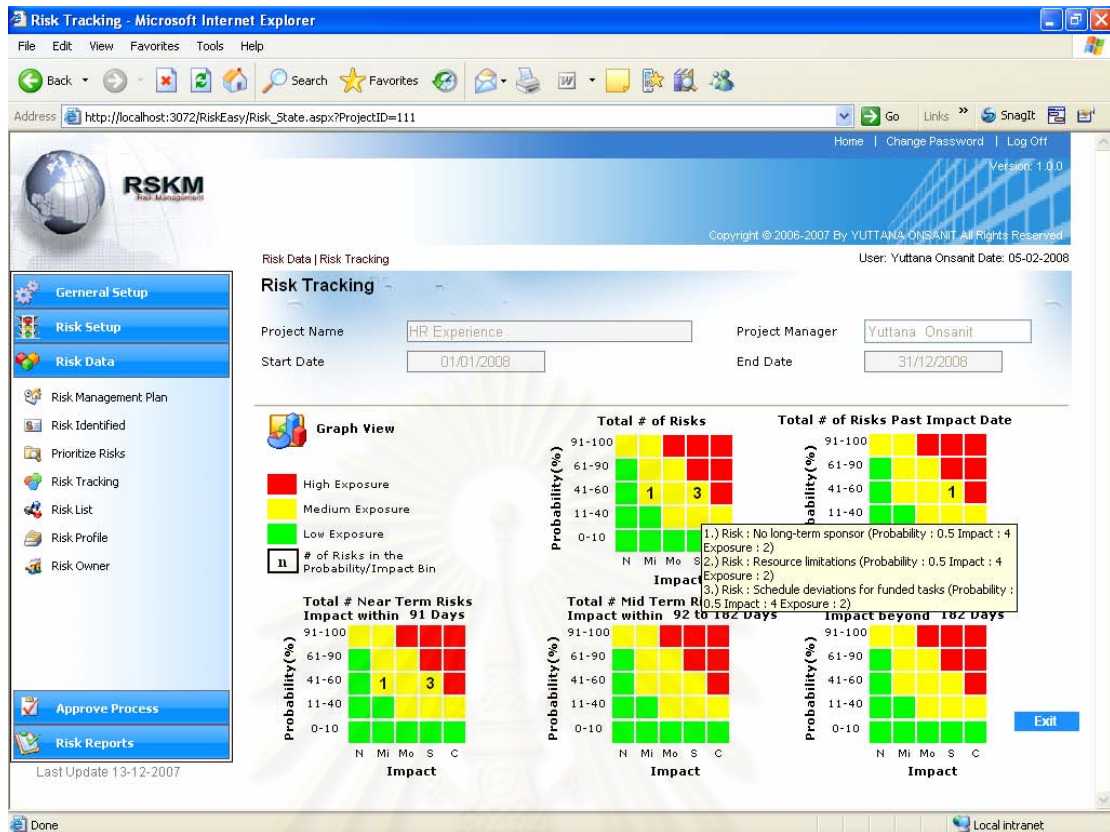 Risk Tracking - Microsoft Internet Explorer
File Edit View Favorites Tools Help
Back Search Favorites
Address http://localhost:3072/RiskEasy/Risk_State.aspx?ProjectID=111 Go Links » SnagIt
Home | Change Password | Log Off
Version: 1.0.0
RSKM
Risk Management
Copyright © 2006-2007 By YUTTANA ONSANIT All Rights Reserved
Risk Data | Risk Tracking User: Yuttana Onsanit Date: 05-02-2008
Gerneral Setup
Risk Setup
Risk Data
Risk Management Plan
Risk Identified
Prioritize Risks
Risk Tracking
Risk List
Risk Profile
Risk Owner
Approve Process
Risk Reports
Last Update 13-12-2007
Risk Tracking
Project Name HR Experience Project Manager Yuttana Onsanit
Start Date 01/01/2008 End Date 31/12/2008
Graph View
High Exposure
Medium Exposure
Low Exposure
n # of Risks in the
Probability/Impact Bin
Total # of Risks
Probability(%)
91-100
61-90
41-60 1 3
11-40
0-10
N Mi Mo S
Impact
Total # of Risks Past Impact Date
Probability(%)
91-100
61-90
41-60 1
11-40
1.) Risk : No long-term sponsor (Probability : 0.5 Impact : 4
Exposure : 2)
2.) Risk : Resource limitations (Probability : 0.5 Impact : 4
Exposure : 2)
3.) Risk : Schedule deviations for funded tasks (Probability :
0.5 Impact : 4 Exposure : 2)
Total # Near Term Risks
Impact within 91 Days
Probability(%)
91-100
61-90
41-60 1 3
11-40
0-10
N Mi Mo S C
Impact
Total # Mid Term
Impact within 92 to 182 Days
Probability(%)
91-100
61-90
41-60
11-40
0-10
N Mi Mo S C
Impact
Impact beyond 182 Days
Probability(%)
91-100
61-90
41-60
11-40
0-10
N Mi Mo S C
Impact
Exit
Done Local intranet